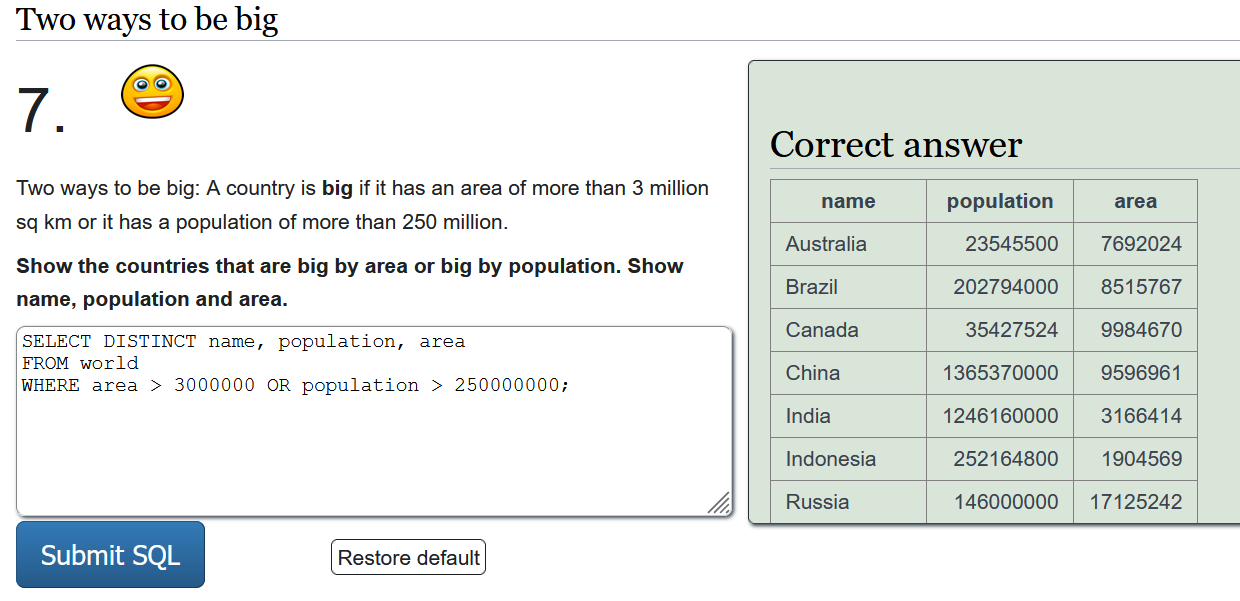 Two ways to be big
7.
Two ways to be big: A country is big if it has an area of more than 3 million
sq km or it has a population of more than 250 million.
Show the countries that are big by area or big by population. Show
name, population and area.
SELECT DISTINCT name, population, area
FROM world
WHERE area > 3000000 OR population > 250000000;
Submit SQL
Restore default
Correct answer
name population area
Australia 23545500 7692024
Brazil 202794000 8515767
Canada 35427524 9984670
China 1365370000 9596961
India 1246160000 3166414
Indonesia 252164800 1904569
Russia 146000000 17125242